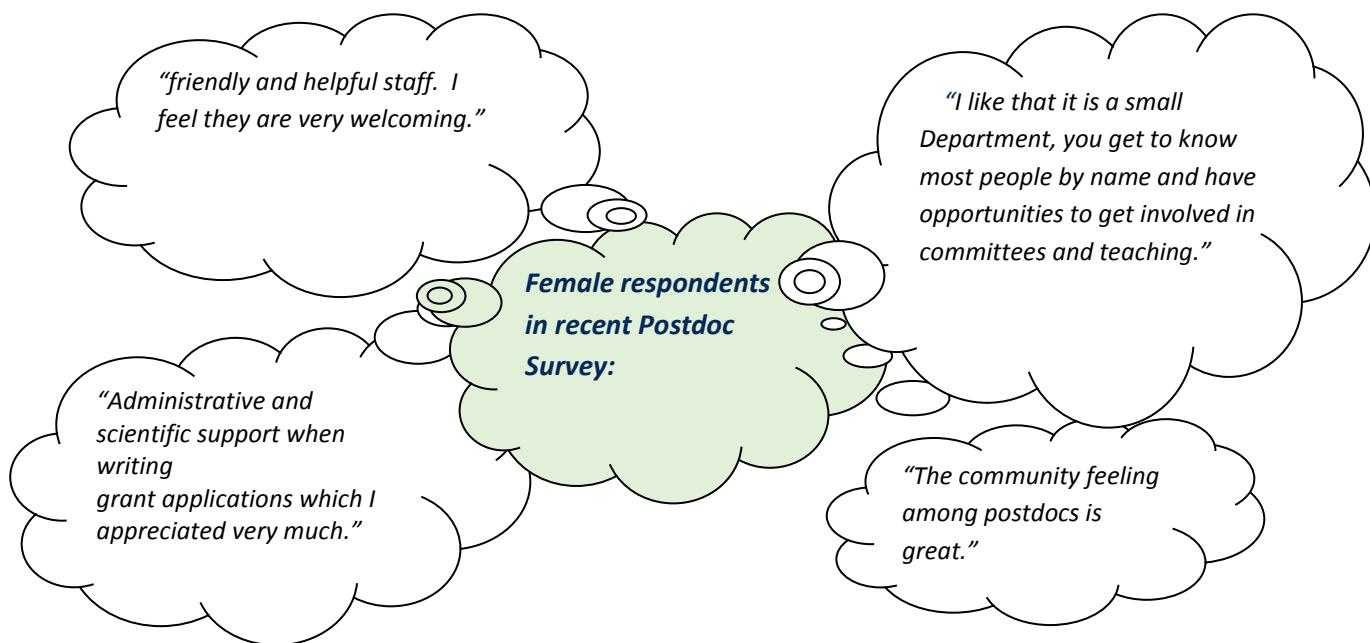 “friendly and helpful staff.  I
feel they are very welcoming.”
“I like that it is a small
Department, you get to know
most people by name and have
opportunities to get involved in
committees and teaching.”
Female respondents
in recent Postdoc
Survey:
“Administrative and
scientific support when
writing
grant applications which I
appreciated very much.”
“The community feeling
among postdocs is
great.”